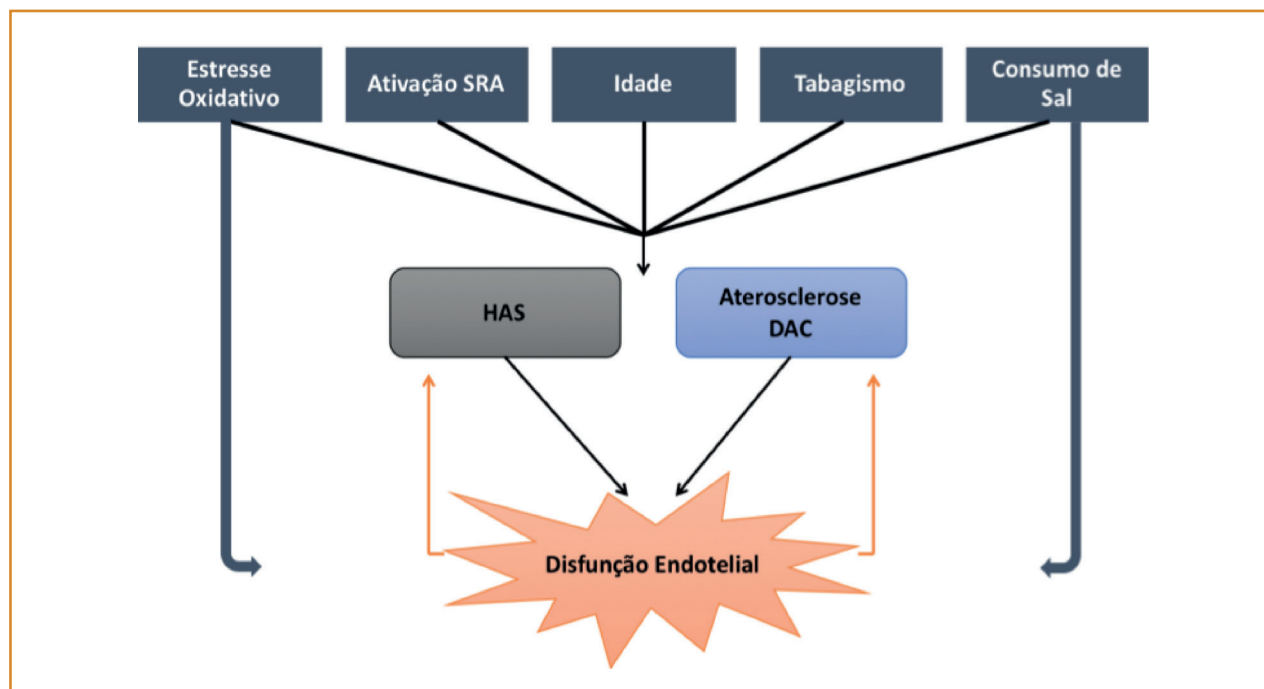 Estresse
Oxidativo
Ativação SRA
Idade
Tabagismo
Consumo de
Sal
HAS
Aterosclerose
DAC
Disfunção Endotelial